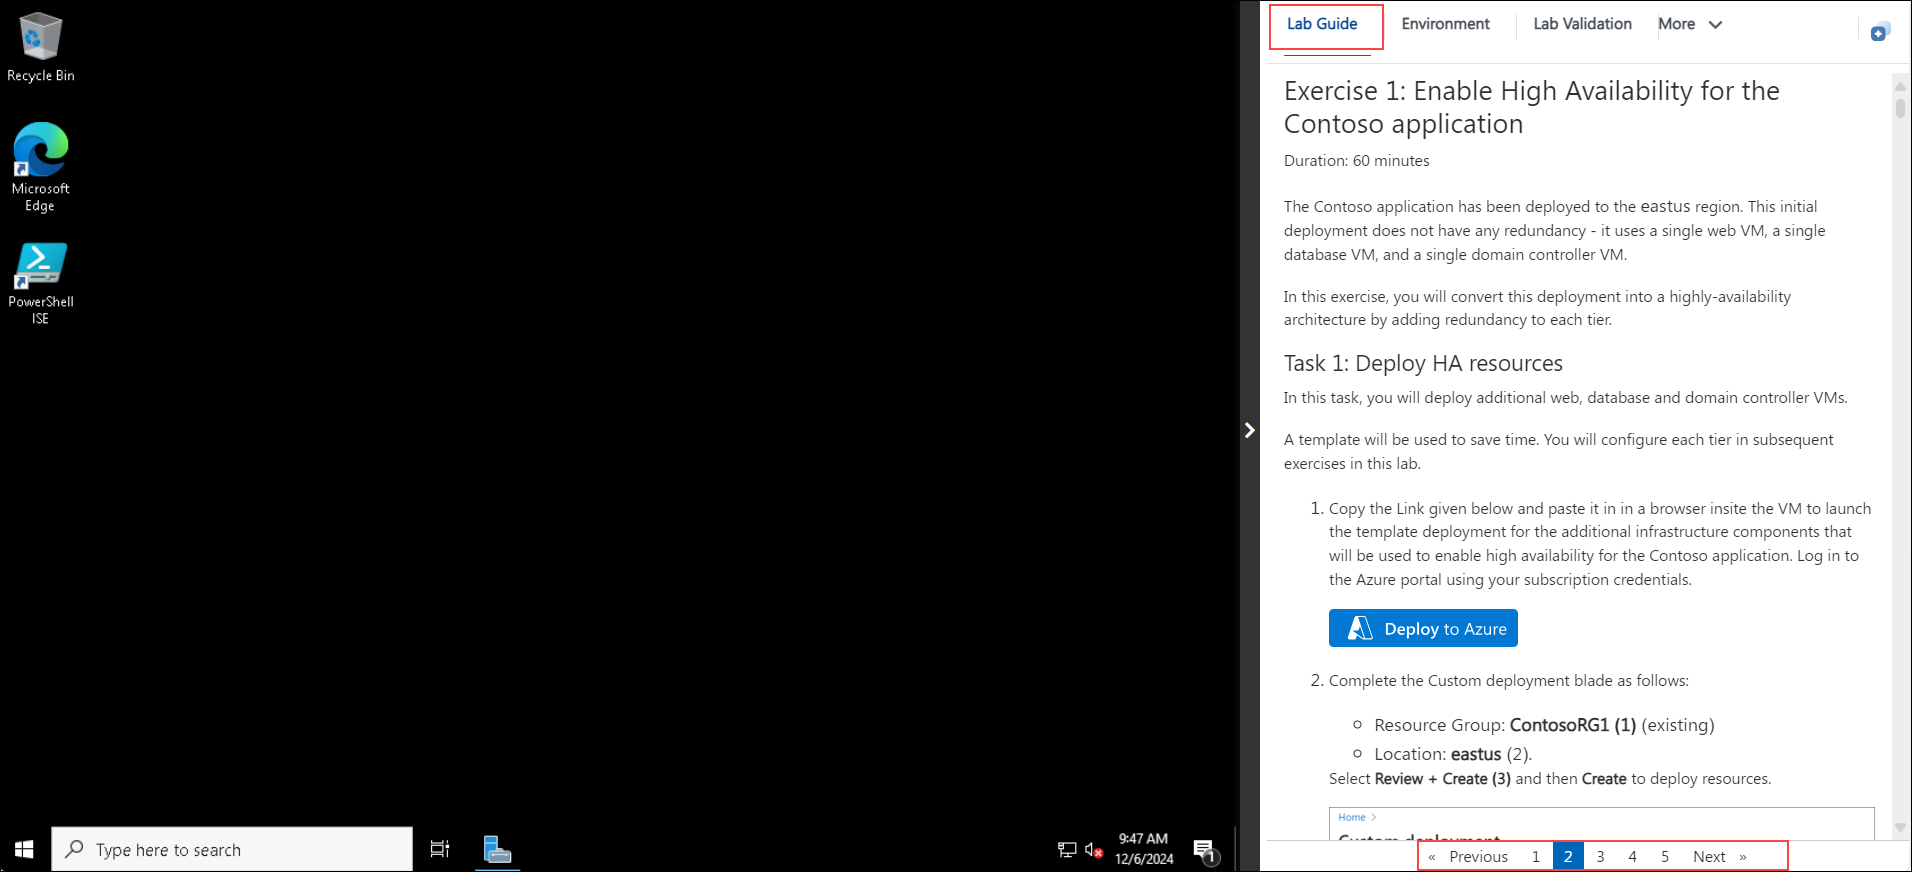 Recycle Bin
Microsoft
Edge
PowerShell
ISE
Type here to search
9:47 AM
12/6/2024
1
Lab Guide
Environment
Lab Validation
More
Exercise 1: Enable High Availability for the
Contoso application
Duration: 60 minutes
The Contoso application has been deployed to the eastus region. This initial
deployment does not have any redundancy - it uses a single web VM, a single
database VM, and a single domain controller VM.
In this exercise, you will convert this deployment into a highly-availability
architecture by adding redundancy to each tier.
Task 1: Deploy HA resources
In this task, you will deploy additional web, database and domain controller VMs.
A template will be used to save time. You will configure each tier in subsequent
exercises in this lab.
1. Copy the Link given below and paste it in in a browser insite the VM to launch
the template deployment for the additional infrastructure components that
will be used to enable high availability for the Contoso application. Log in to
the Azure portal using your subscription credentials.
Deploy to Azure
2. Complete the Custom deployment blade as follows:
Resource Group: ContosoRG1 (1) (existing)
Location: eastus (2).
Select Review + Create (3) and then Create to deploy resources.
Home >
Custom deployment
« Previous 1 2 3 4 5 Next »